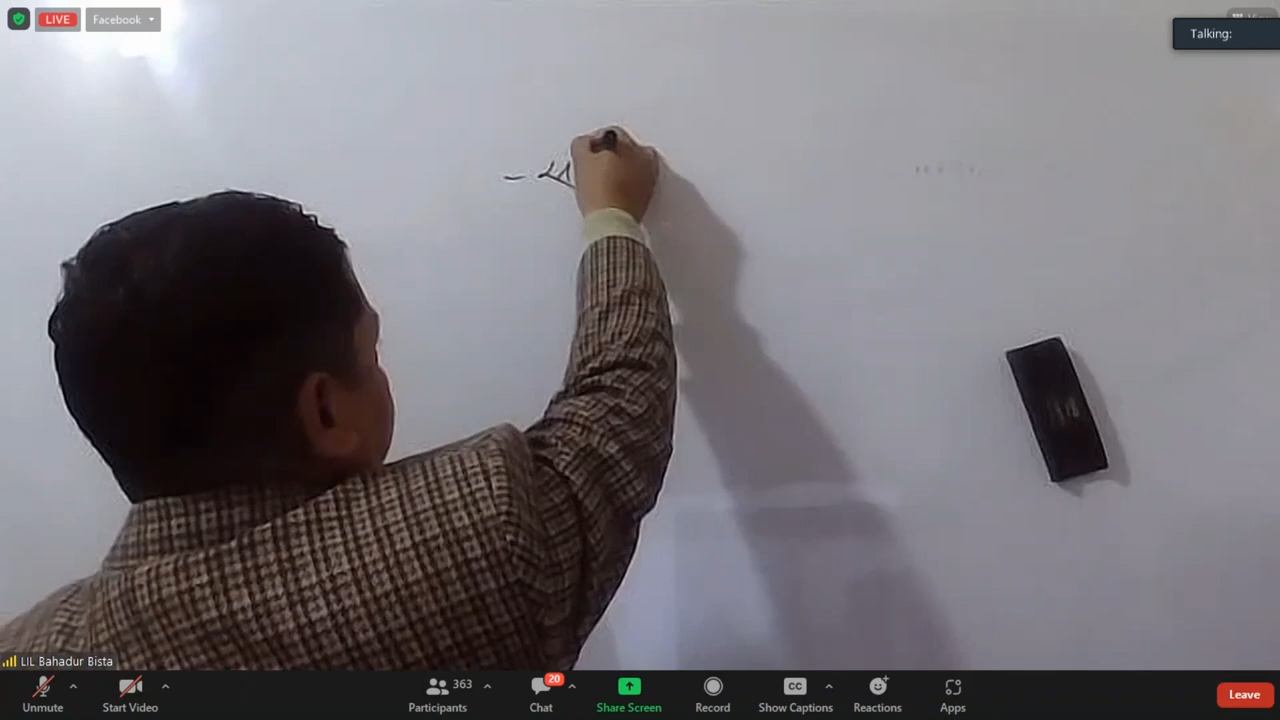 LIVE Facebook View
Talking:
LIL Bahadur Bista
363 20 CC
Unmute Start Video Participants Chat Share Screen Record Show Captions Reactions Apps Leave